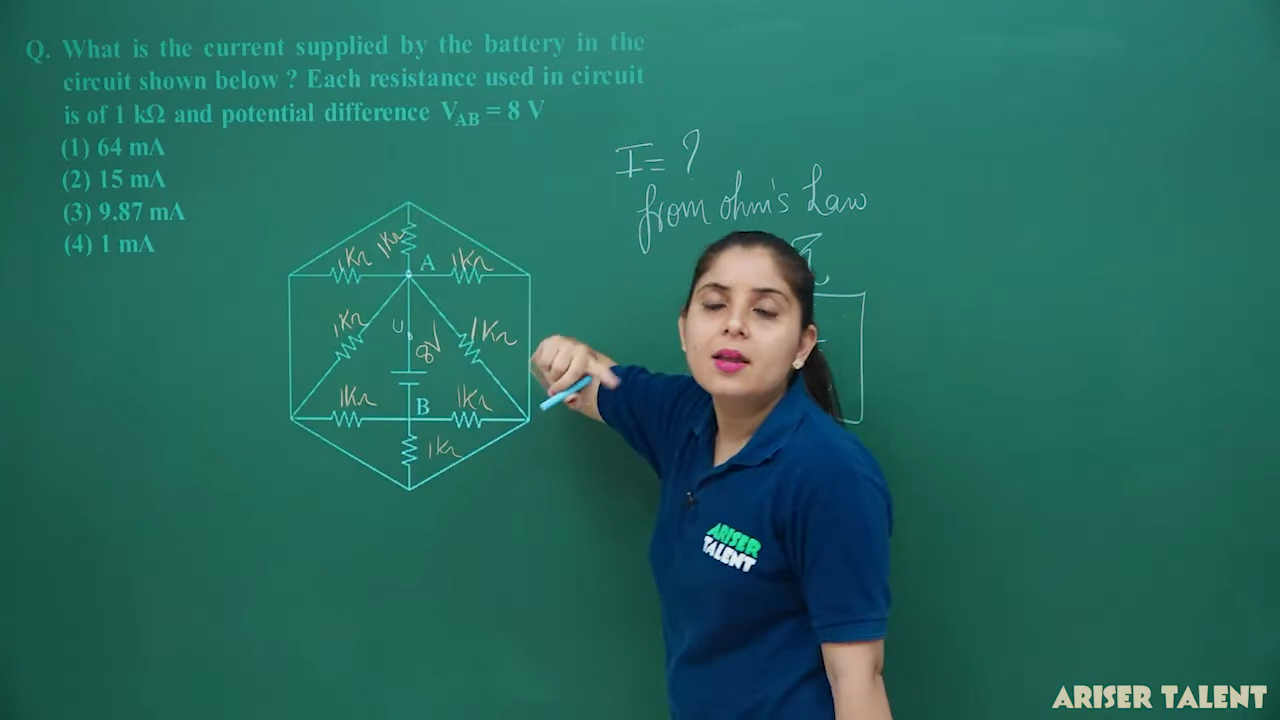 Q. What is the current supplied by the battery in the
circuit shown below ? Each resistance used in circuit
is of 1 kΩ and potential difference VAB = 8 V
(1) 64 mA
(2) 15 mA
(3) 9.87 mA
(4) 1 mA
I = ?
from ohm's Law
1KΩ
1KΩ
1KΩ
A
1KΩ
1KΩ
8V
1KΩ
1KΩ
B
1KΩ
ARISER
TALENT
ARISER TALENT